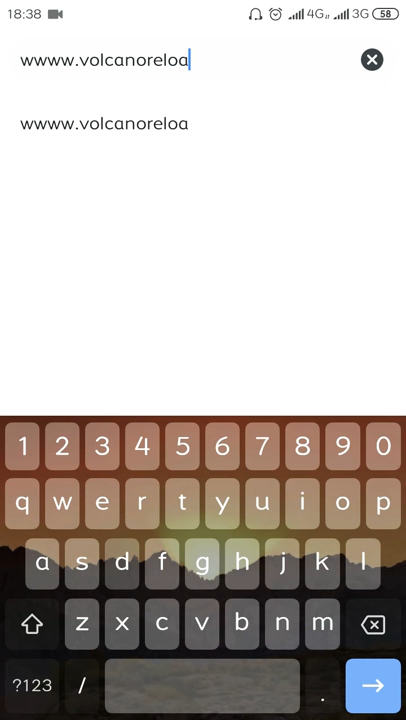 18:38 4G 3G 58
wwww.volcanoreloa
wwww.volcanoreloa
1 2 3 4 5 6 7 8 9 0
q w e r t y u i o p
a s d f g h j k l
z x c v b n m
?123 / .